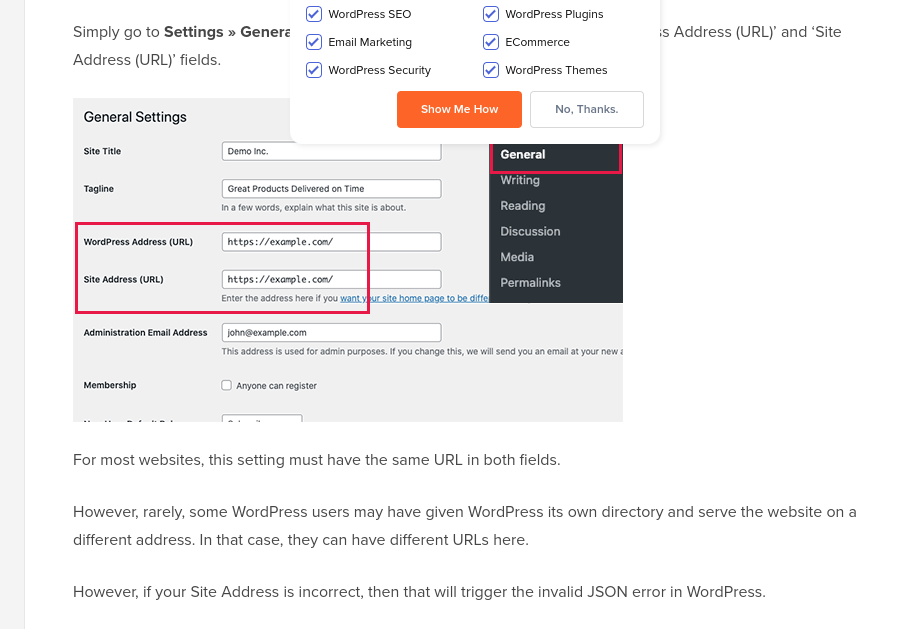 WordPress SEO
WordPress Plugins
Email Marketing
ECommerce
WordPress Security
WordPress Themes
Show Me How
No, Thanks.
Simply go to Settings » Genera
s Address (URL)’ and ‘Site
Address (URL)’ fields.
General Settings
Site Title
Demo Inc.
Tagline
Great Products Delivered on Time
In a few words, explain what this site is about.
WordPress Address (URL)
https://example.com/
Site Address (URL)
https://example.com/
Enter the address here if you want your site home page to be diffe
Administration Email Address
john@example.com
This address is used for admin purposes. If you change this, we will send you an email at your new a
Membership
Anyone can register
General
Writing
Reading
Discussion
Media
Permalinks
For most websites, this setting must have the same URL in both fields.
However, rarely, some WordPress users may have given WordPress its own directory and serve the website on a
different address. In that case, they can have different URLs here.
However, if your Site Address is incorrect, then that will trigger the invalid JSON error in WordPress.